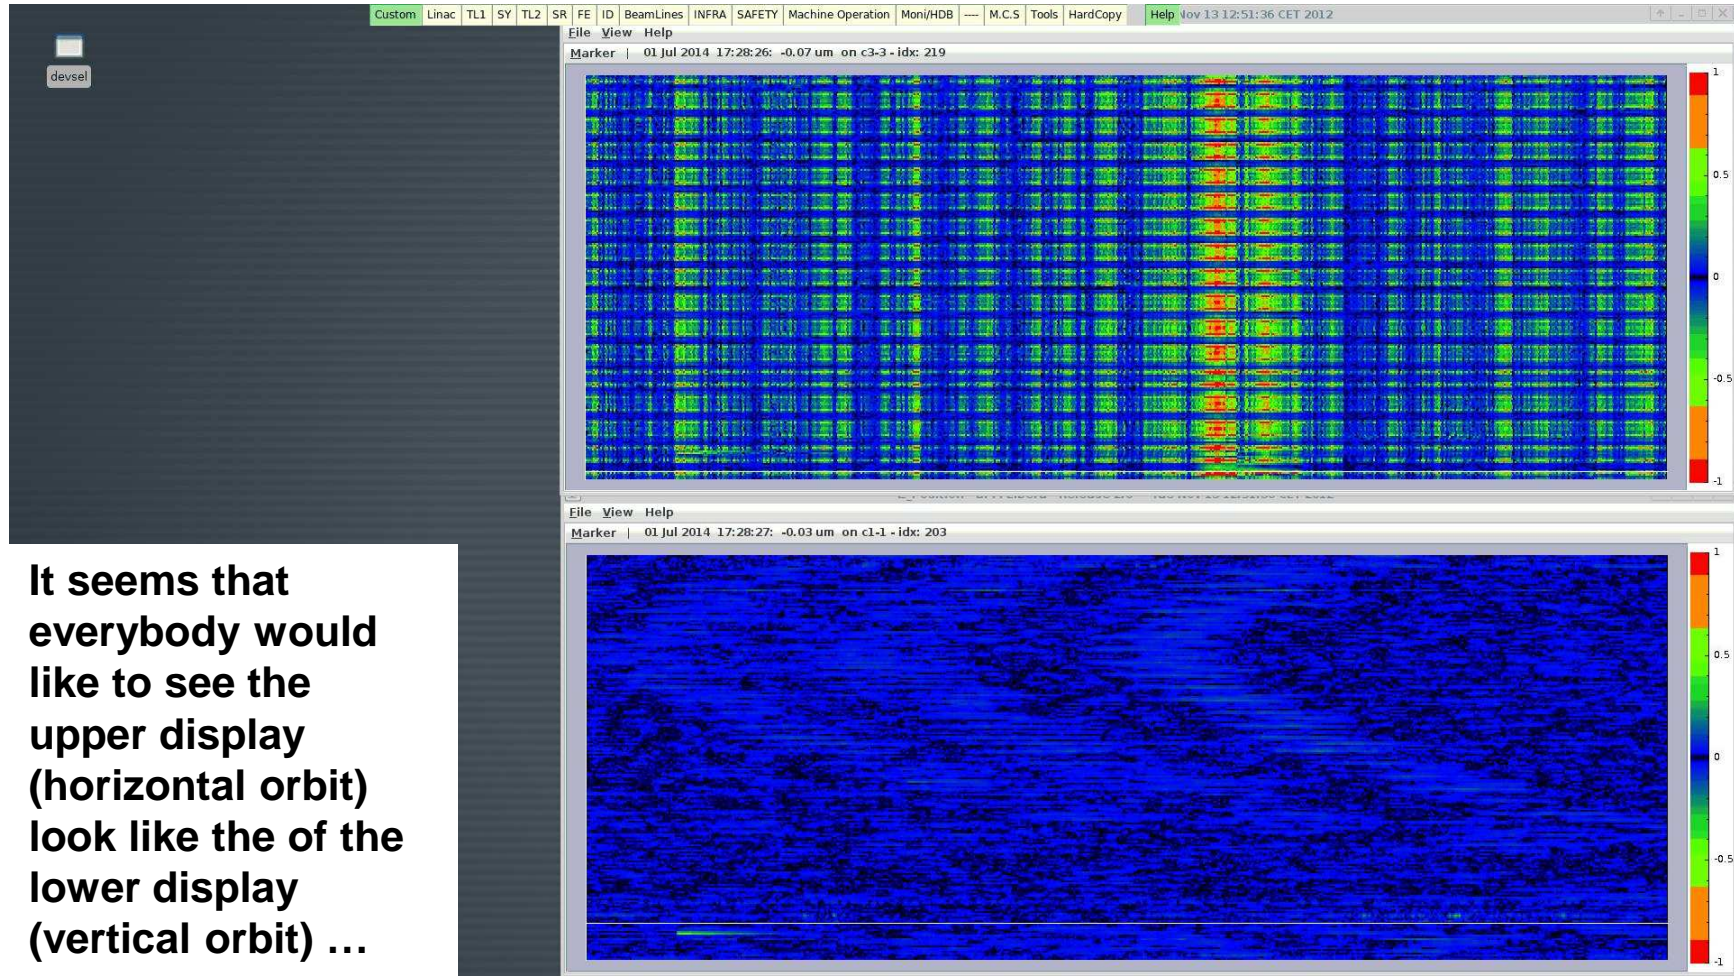 Custom Linac TL1 SY TL2 SR FE ID BeamLines INFRA SAFETY Machine Operation Moni/HDB ---- M.C.S Tools HardCopy Help Nov 13 12:51:36 CET 2012
devsel
File View Help
Marker | 01 Jul 2014 17:28:26: -0.07 um on c3-3 - idx: 219
1
0.5
0
-0.5
-1
File View Help
Marker | 01 Jul 2014 17:28:27: -0.03 um on c1-1 - idx: 203
1
0.5
0
-0.5
-1
It seems that
everybody would
like to see the
upper display
(horizontal orbit)
look like the of the
lower display
(vertical orbit) …